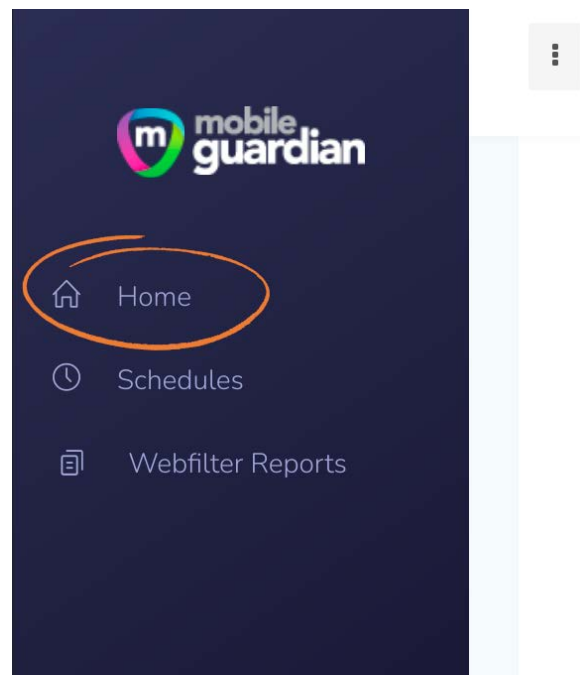 m
mobile
guardian
Home
Schedules
Webfilter Reports